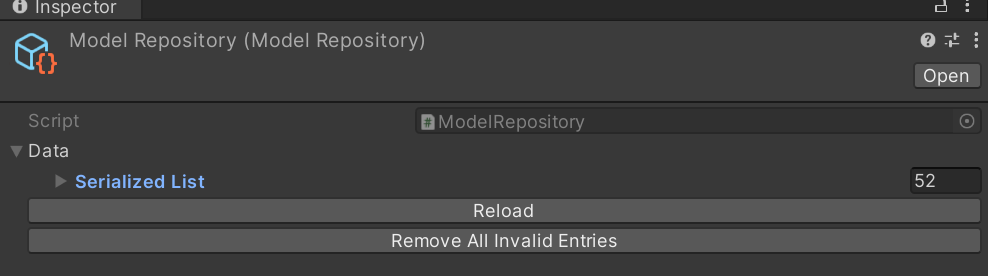 Inspector
Model Repository (Model Repository)
Open
Script
# ModelRepository
Data
Serialized List
52
Reload
Remove All Invalid Entries